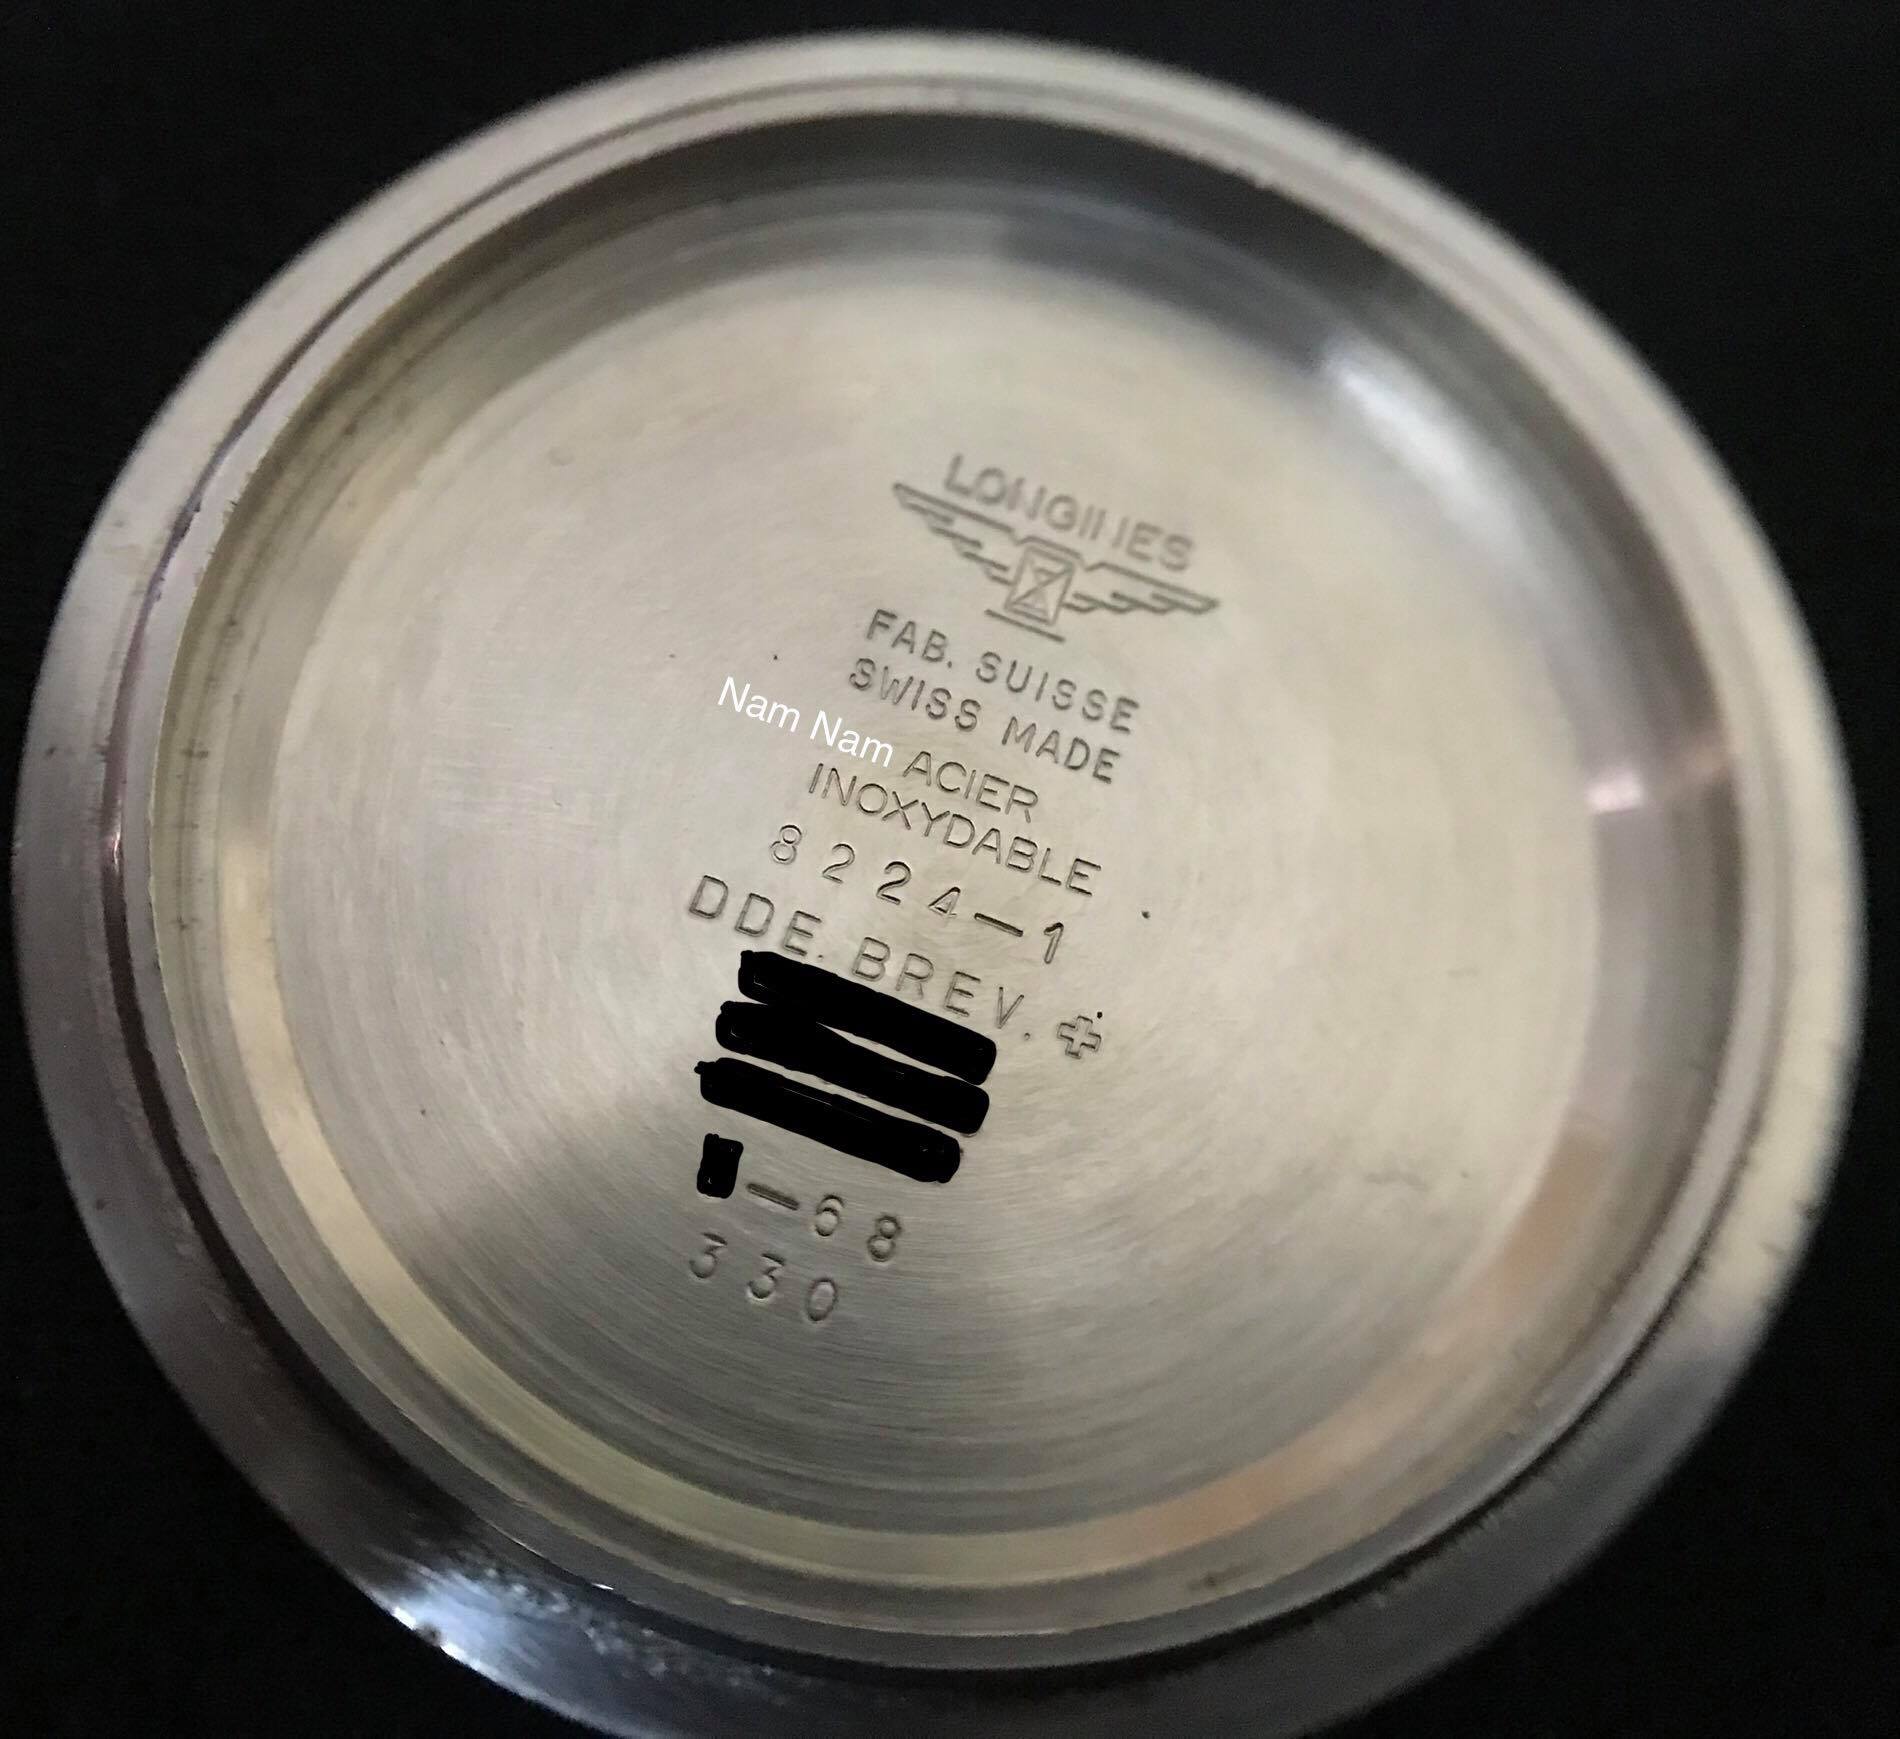 LONGINES
FAB. SUISSE
SWISS MADE
Nam Nam
ACIER
INOXYDABLE
8224-1
DDE. BREV.
-68
330